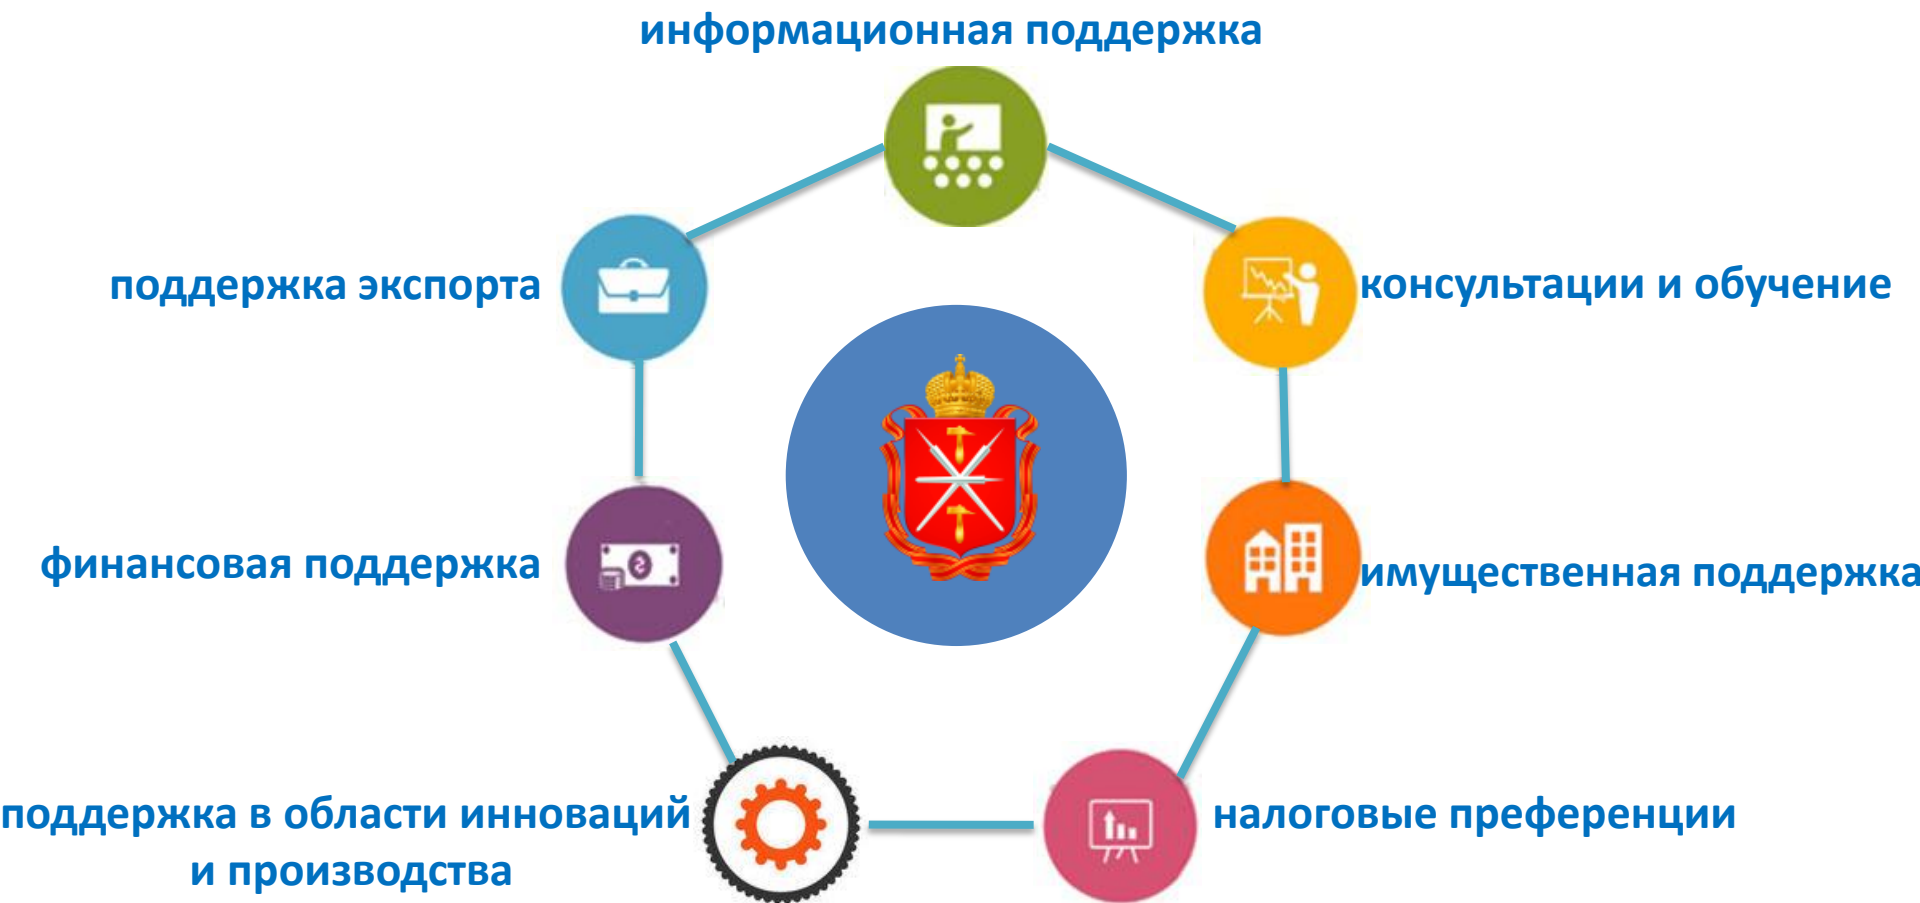 информационная поддержка
поддержка экспорта
консультации и обучение
финансовая поддержка
имущественная поддержка
поддержка в области инноваций
и производства
налоговые преференции